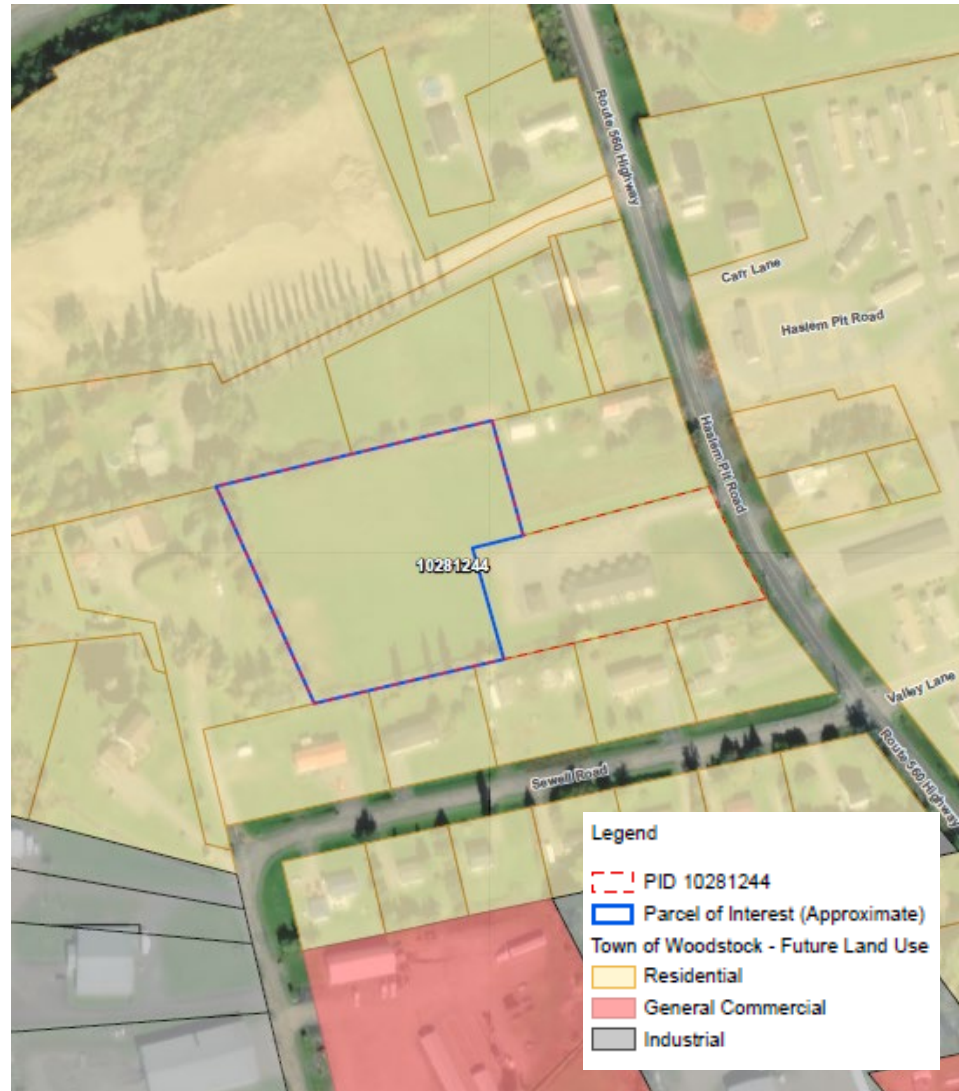 Route 560 Highway
Carr Lane
Haslem Pit Road
Haslem Pit Road
10281244
Valley Lane
Route 560 Highway
Sewell Road
Legend
PID 10281244
Parcel of Interest (Approximate)
Town of Woodstock - Future Land Use
Residential
General Commercial
Industrial